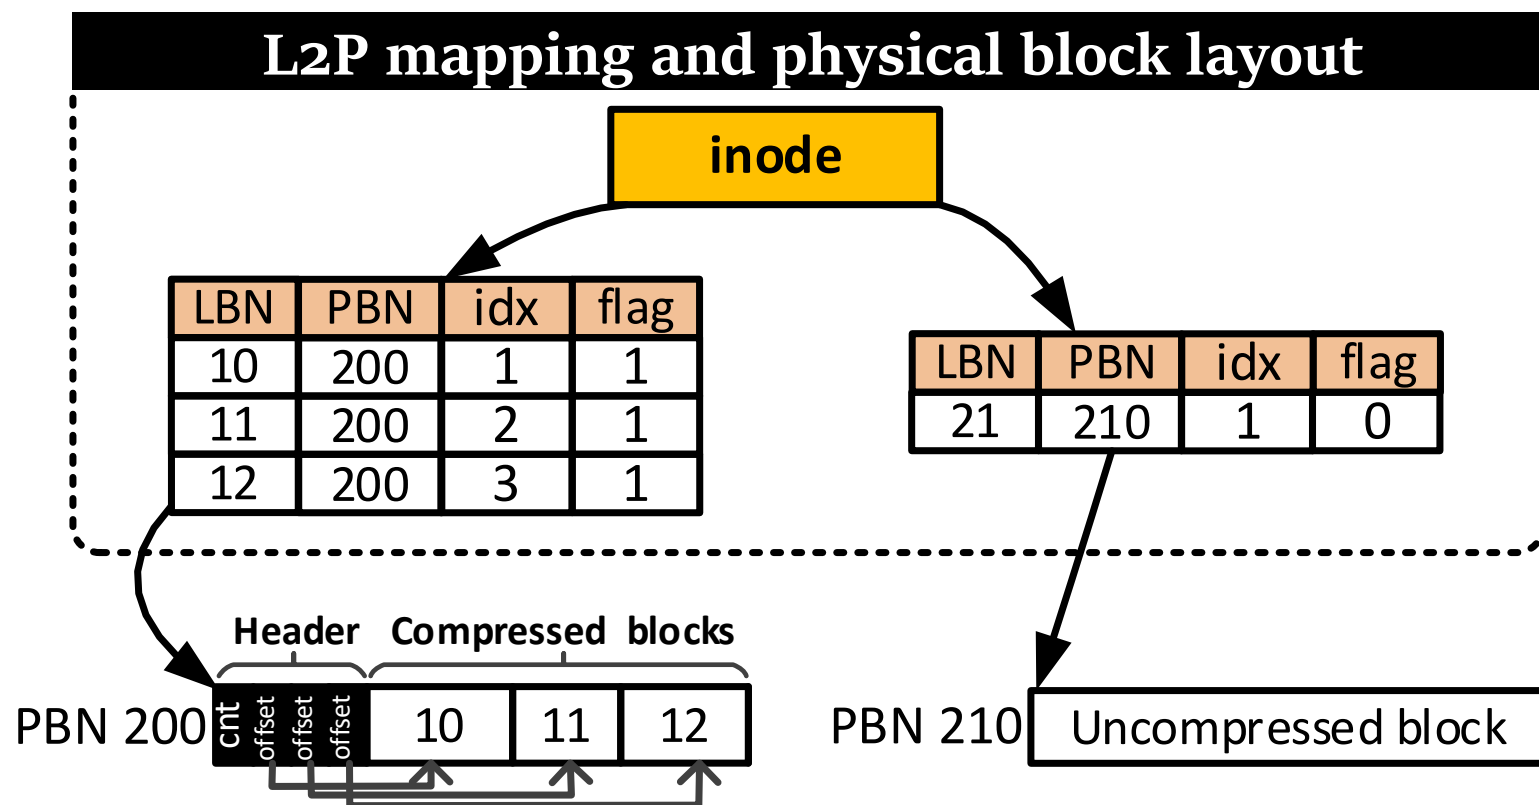 L2P mapping and physical block layout
inode
LBN PBN idx flag
10 200 1 1
11 200 2 1
12 200 3 1
LBN PBN idx flag
21 210 1 0
Header Compressed blocks
PBN 200 cnt offset offset offset 10 11 12
PBN 210 Uncompressed block